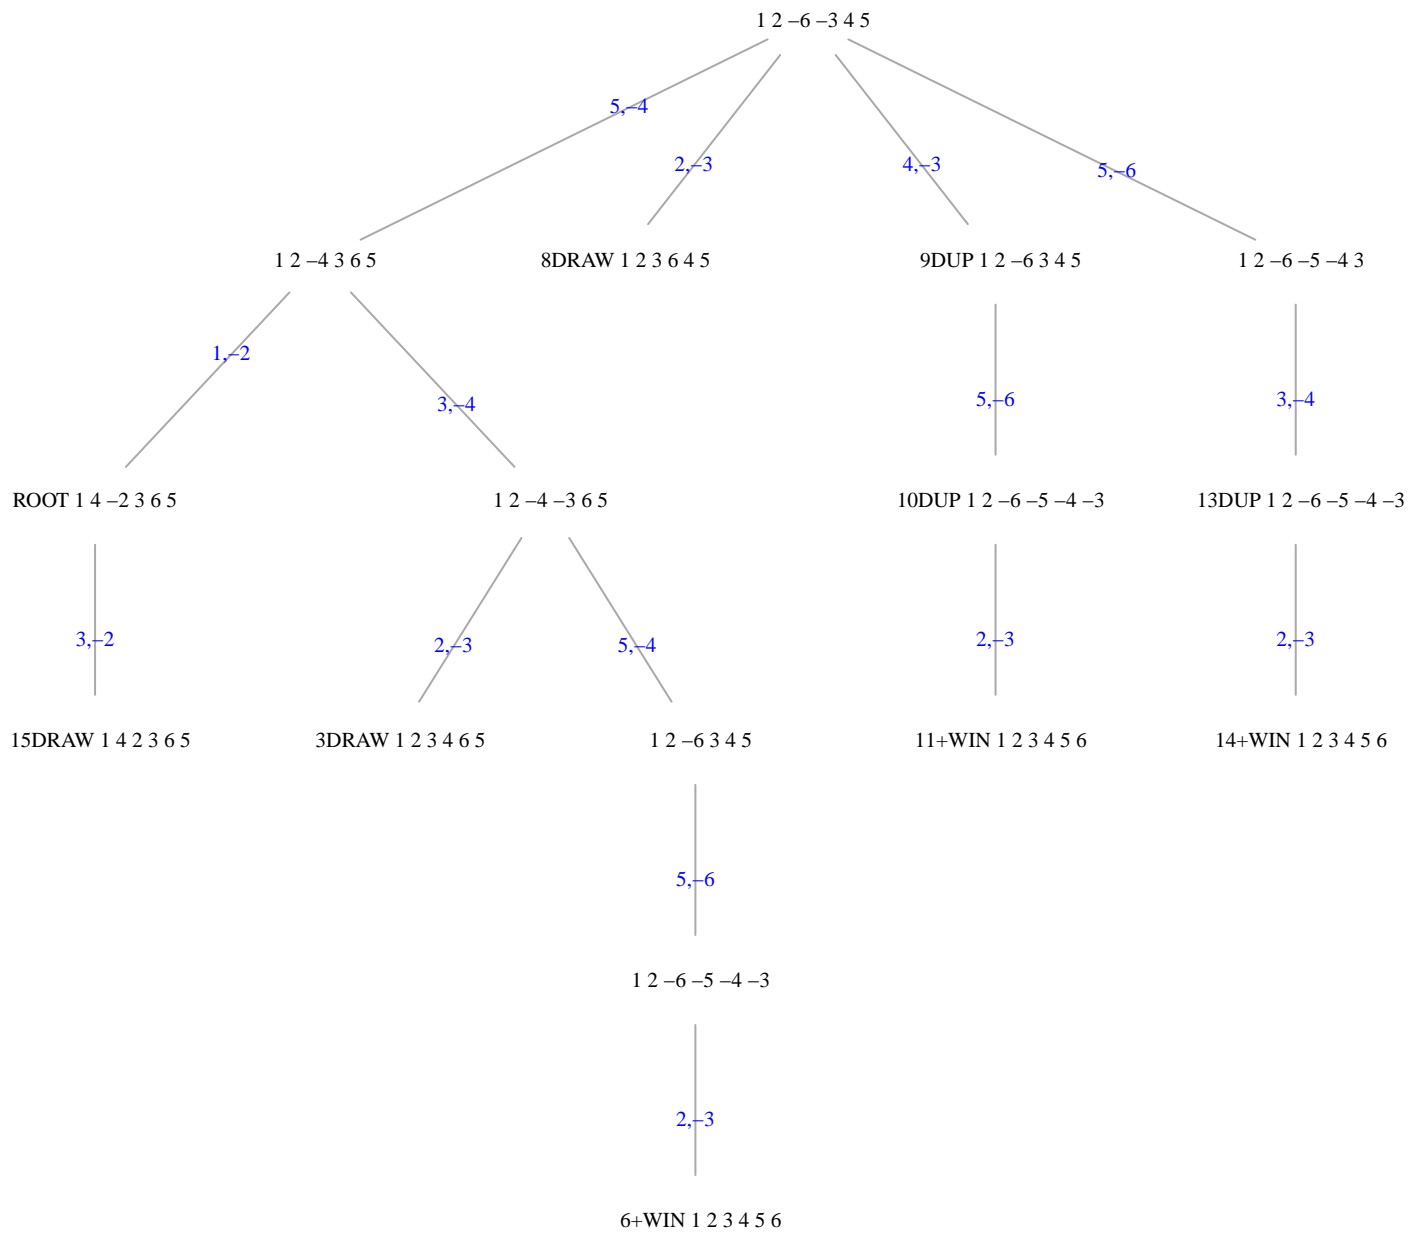 1 2 –6 –3 4 5
5,–4
2,–3
4,–3
5,–6
1 2 –4 3 6 5
8DRAW 1 2 3 6 4 5
9DUP 1 2 –6 3 4 5
1 2 –6 –5 –4 3
1,–2
3,–4
5,–6
3,–4
ROOT 1 4 –2 3 6 5
1 2 –4 –3 6 5
10DUP 1 2 –6 –5 –4 –3
13DUP 1 2 –6 –5 –4 –3
3,–2
2,–3
5,–4
2,–3
2,–3
15DRAW 1 4 2 3 6 5
3DRAW 1 2 3 4 6 5
1 2 –6 3 4 5
11+WIN 1 2 3 4 5 6
14+WIN 1 2 3 4 5 6
5,–6
1 2 –6 –5 –4 –3
2,–3
6+WIN 1 2 3 4 5 6